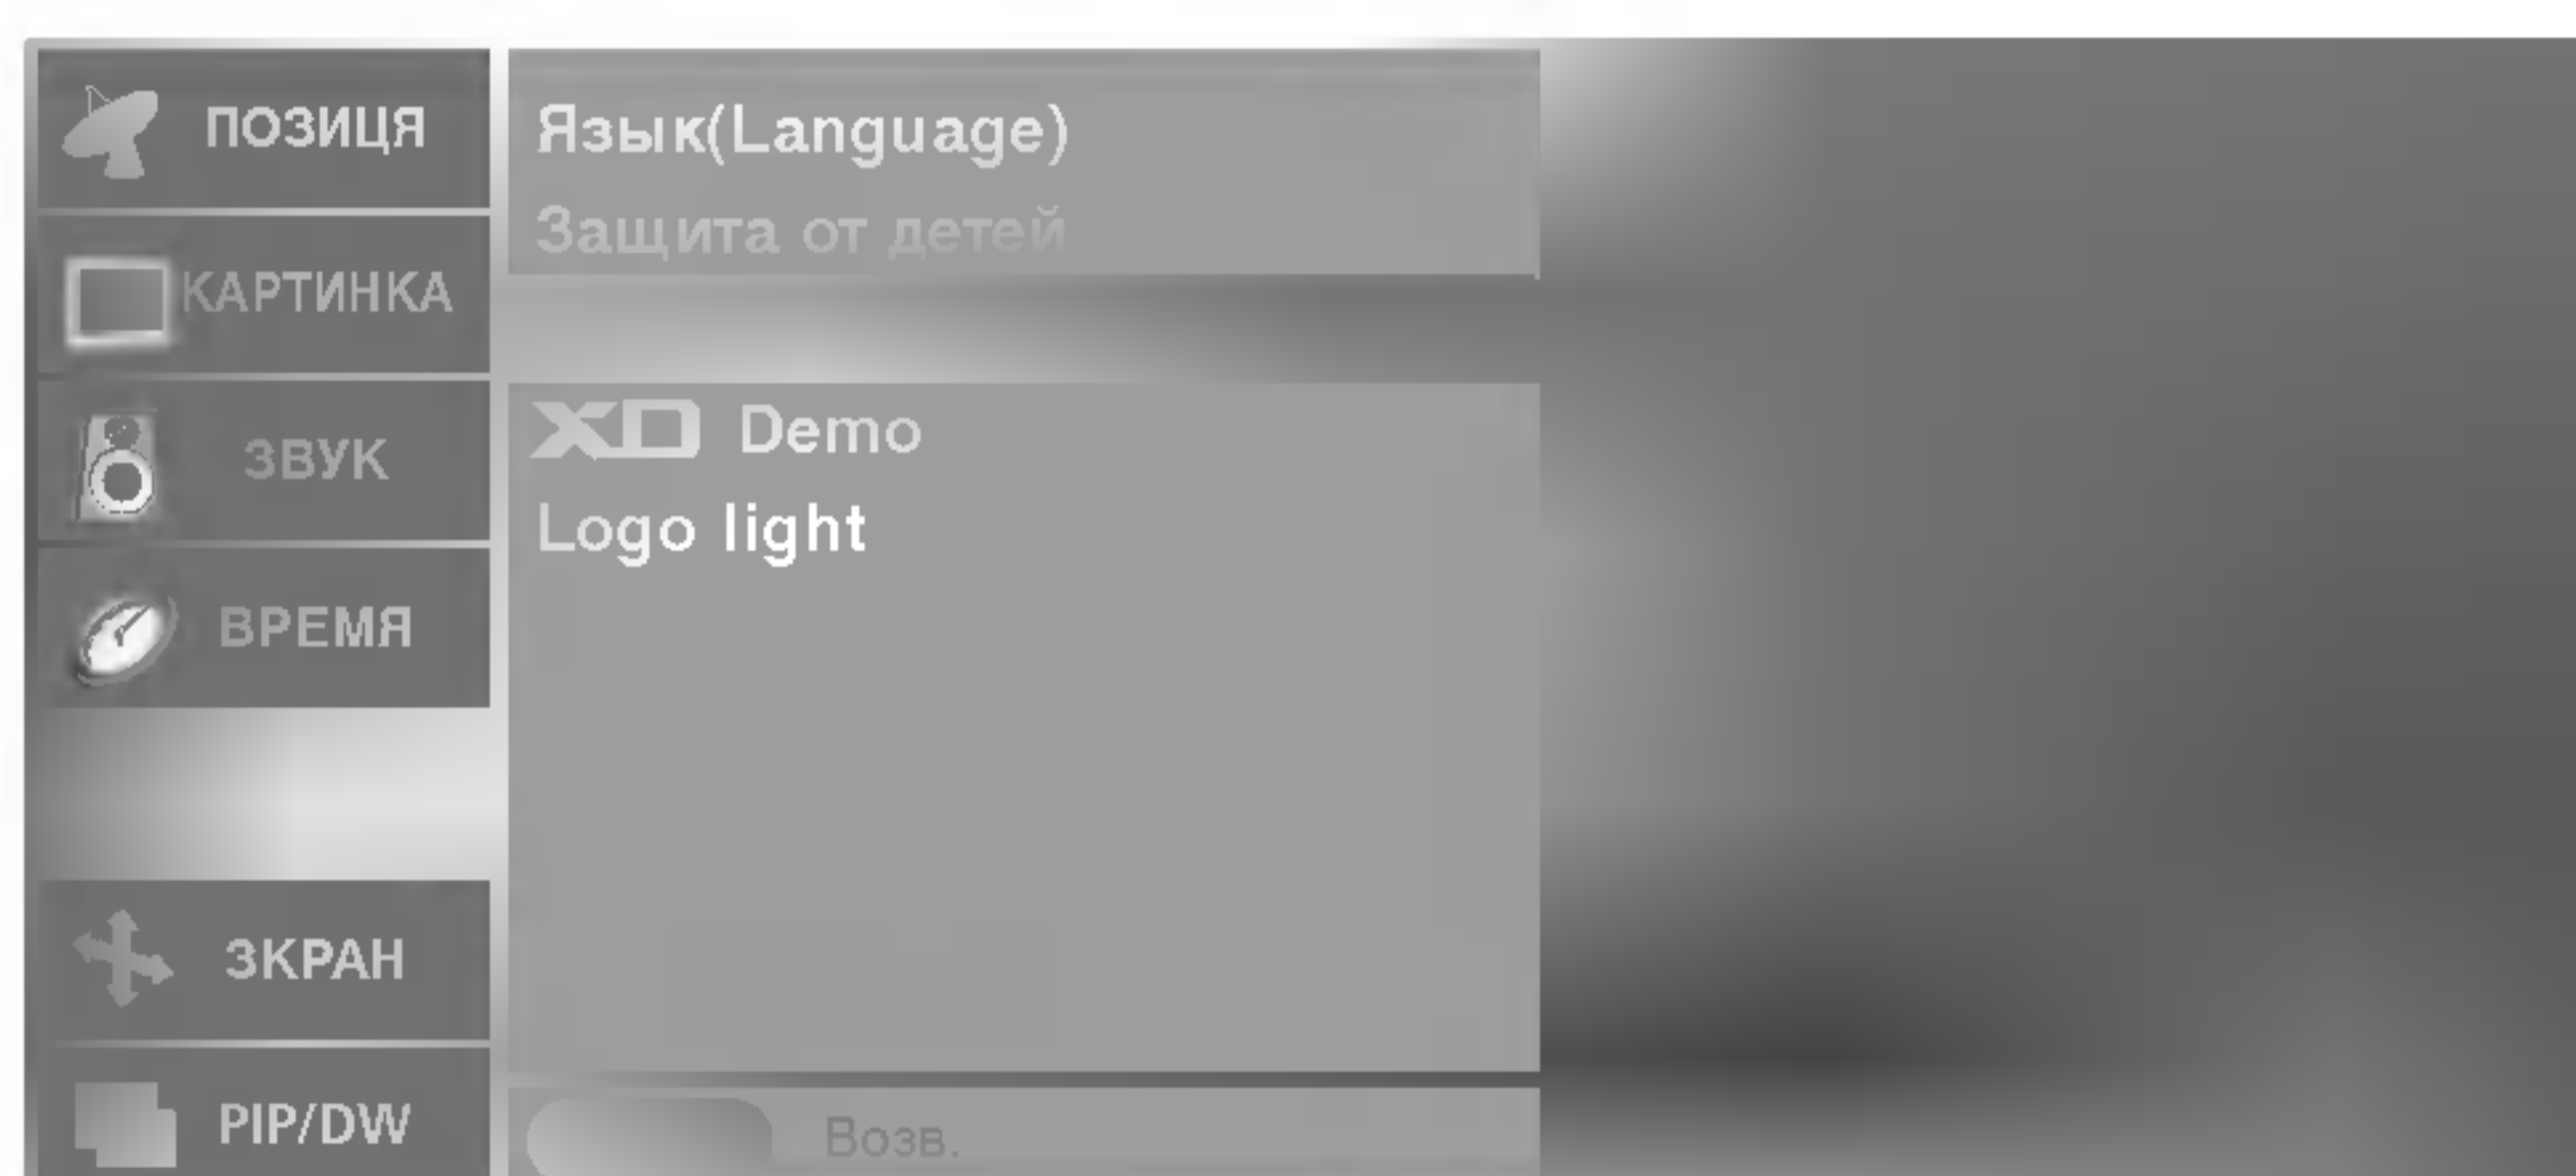 ПОЗИЦЯ
КАРТИНКА
ЗВУК
ВРЕМЯ
ЗКРАН
PIP/DW
Язык(Language)
Защита от детей
XD Demo
Logo light
Возв.